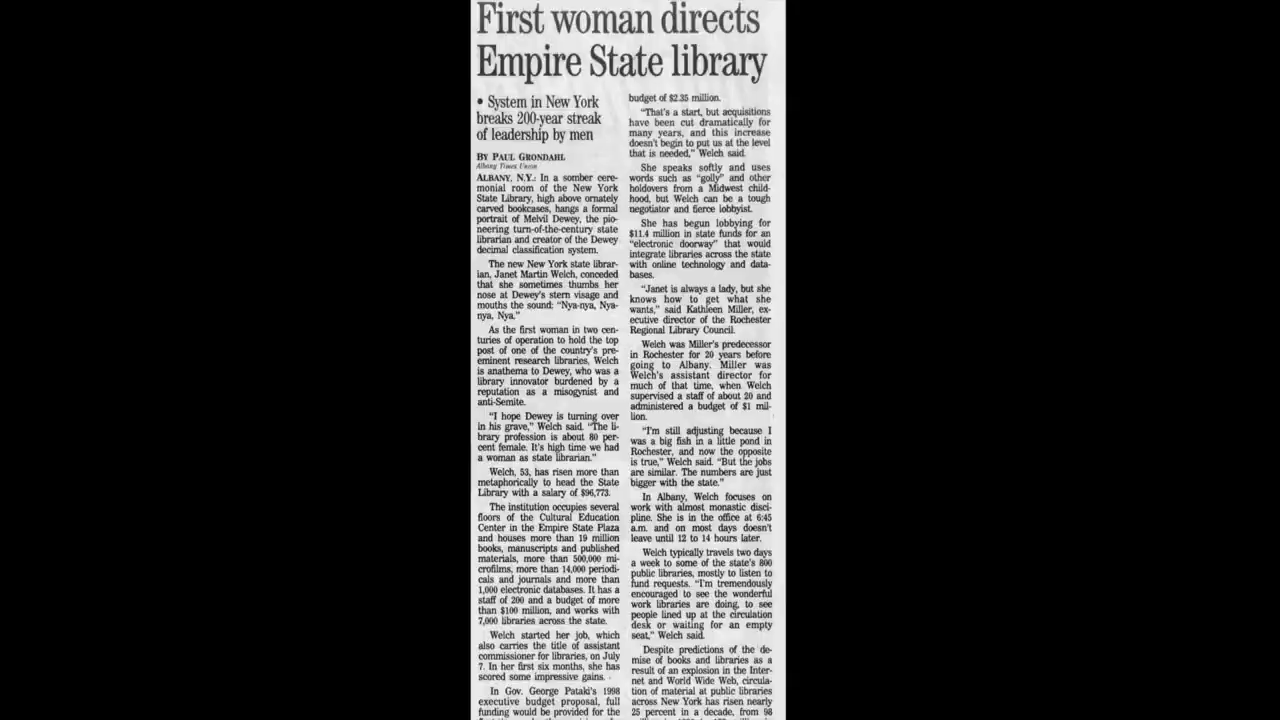 First woman directs
Empire State library
• System in New York
breaks 200-year streak
of leadership by men
BY PAUL GRONDAHL
Albany Times Union
ALBANY, N.Y.: In a somber cere-
monial room of the New York
State Library, high above ornately
carved bookcases, hangs a formal
portrait of Melvil Dewey, the pio-
neering turn-of-the-century state
librarian and creator of the Dewey
decimal classification system.
The new New York state librar-
ian, Janet Martin Welch, conceded
that she sometimes thumbs her
nose at Dewey's stern visage and
mouths the sound: "Nya-nya, Nya-
nya, Nya."
As the first woman in two cen-
turies of operation to hold the top
post of one of the country's pre-
eminent research libraries, Welch
is anathema to Dewey, who was a
library innovator burdened by a
reputation as a misogynist and
anti-Semite.
"I hope Dewey is turning over
in his grave," Welch said. "The li-
brary profession is about 80 per-
cent female. It's high time we had
a woman as state librarian."
Welch, 53, has risen more than
metaphorically to head the State
Library with a salary of $96,773.
The institution occupies several
floors of the Cultural Education
Center in the Empire State Plaza
and houses more than 19 million
books, manuscripts and published
materials, more than 500,000 mi-
crofilms, more than 14,000 periodi-
cals and journals and more than
1,000 electronic databases. It has a
staff of 200 and a budget of more
than $100 million, and works with
7,000 libraries across the state.
Welch started her job, which
also carries the title of assistant
commissioner for libraries, on July
7. In her first six months, she has
scored some impressive gains.
In Gov. George Pataki's 1998
executive budget proposal, full
funding would be provided for the
budget of $2.35 million.
"That's a start, but acquisitions
have been cut dramatically for
many years, and this increase
doesn't begin to put us at the level
that is needed," Welch said.
She speaks softly and uses
words such as "golly" and other
holdovers from a Midwest child-
hood, but Welch can be a tough
negotiator and fierce lobbyist.
She has begun lobbying for
$11.4 million in state funds for an
"electronic doorway" that would
integrate libraries across the state
with online technology and data-
bases.
"Janet is always a lady, but she
knows how to get what she
wants," said Kathleen Miller, ex-
ecutive director of the Rochester
Regional Library Council.
Welch was Miller's predecessor
in Rochester for 20 years before
going to Albany. Miller was
Welch's assistant director for
much of that time, when Welch
supervised a staff of about 20 and
administered a budget of $1 mil-
lion.
"I'm still adjusting because I
was a big fish in a little pond in
Rochester, and now the opposite
is true," Welch said. "But the jobs
are similar. The numbers are just
bigger with the state."
In Albany, Welch focuses on
work with almost monastic disci-
pline. She is in the office at 6:45
a.m. and on most days doesn't
leave until 12 to 14 hours later.
Welch typically travels two days
a week to some of the state's 800
public libraries, mostly to listen to
fund requests. "I'm tremendously
encouraged to see the wonderful
work libraries are doing, to see
people lined up at the circulation
desk or waiting for an empty
seat," Welch said.
Despite predictions of the de-
mise of books and libraries as a
result of an explosion in the Inter-
net and World Wide Web, circula-
tion of material at public libraries
across New York has risen nearly
25 percent in a decade, from 98